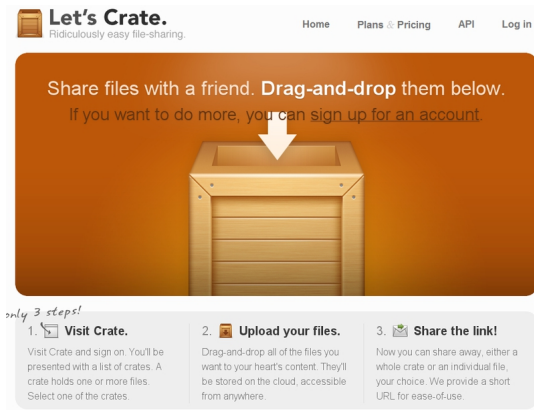 Let's Crate.
Ridiculously easy file-sharing.
Home Plans & Pricing API Log in
Share files with a friend. Drag-and-drop them below.
If you want to do more, you can sign up for an account.
only 3 steps!
1. Visit Crate.
Visit Crate and sign on. You'll be
presented with a list of crates. A
crate holds one or more files.
Select one of the crates.
2. Upload your files.
Drag-and-drop all of the files you
want to your heart's content. They'll
be stored on the cloud, accessible
from anywhere.
3. Share the link!
Now you can share away, either a
whole crate or an individual file,
your choice. We provide a short
URL for ease-of-use.